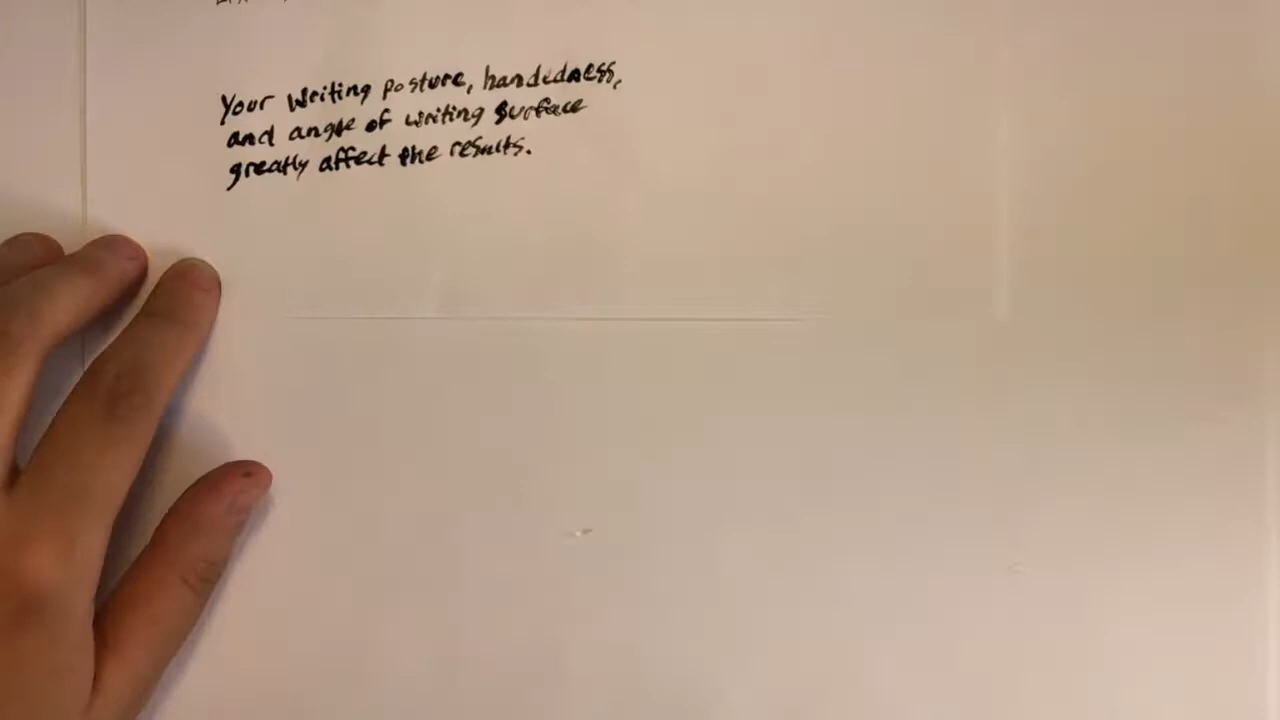 Your writing posture, handedness,
and angle of writing surface
greatly affect the results.